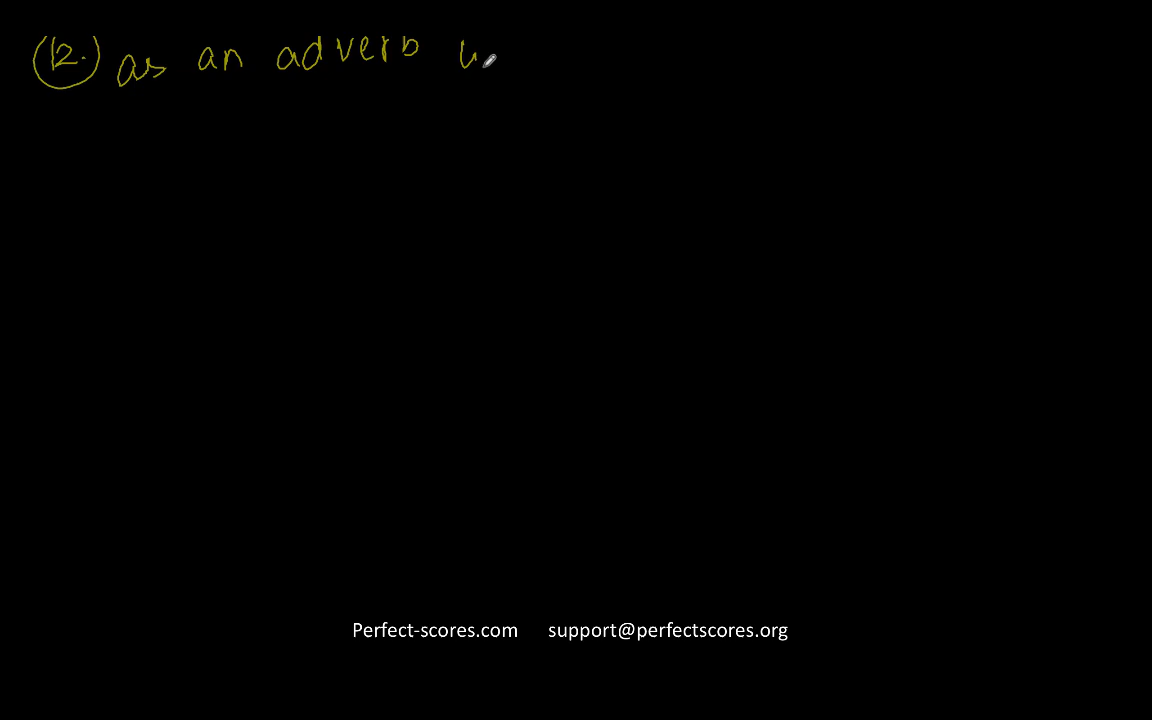 (12.) as an adverb
Perfect-scores.com support@perfectscores.org